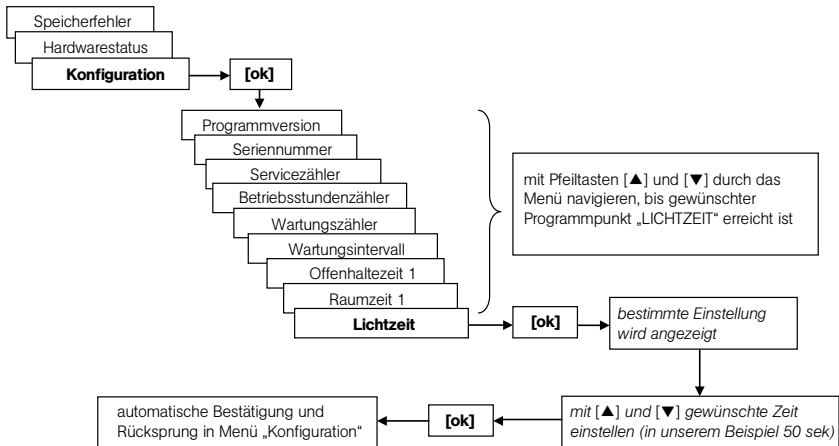 Speicherfehler
Hardwarestatus
Konfiguration
[ok]
Programmversion
Seriennummer
Servicezähler
Betriebsstundenzähler
Wartungszähler
Wartungsintervall
Offenhaltezeit 1
Raumzeit 1
Lichtzeit
mit Pfeiltasten [▲] und [▼] durch das
Menü navigieren, bis gewünschter
Programmpunkt „LICHTZEIT“ erreicht ist
[ok]
bestimmte Einstellung
wird angezeigt
mit [▲] und [▼] gewünschte Zeit
einstellen (in unserem Beispiel 50 sek)
[ok]
automatische Bestätigung und
Rücksprung in Menü „Konfiguration“